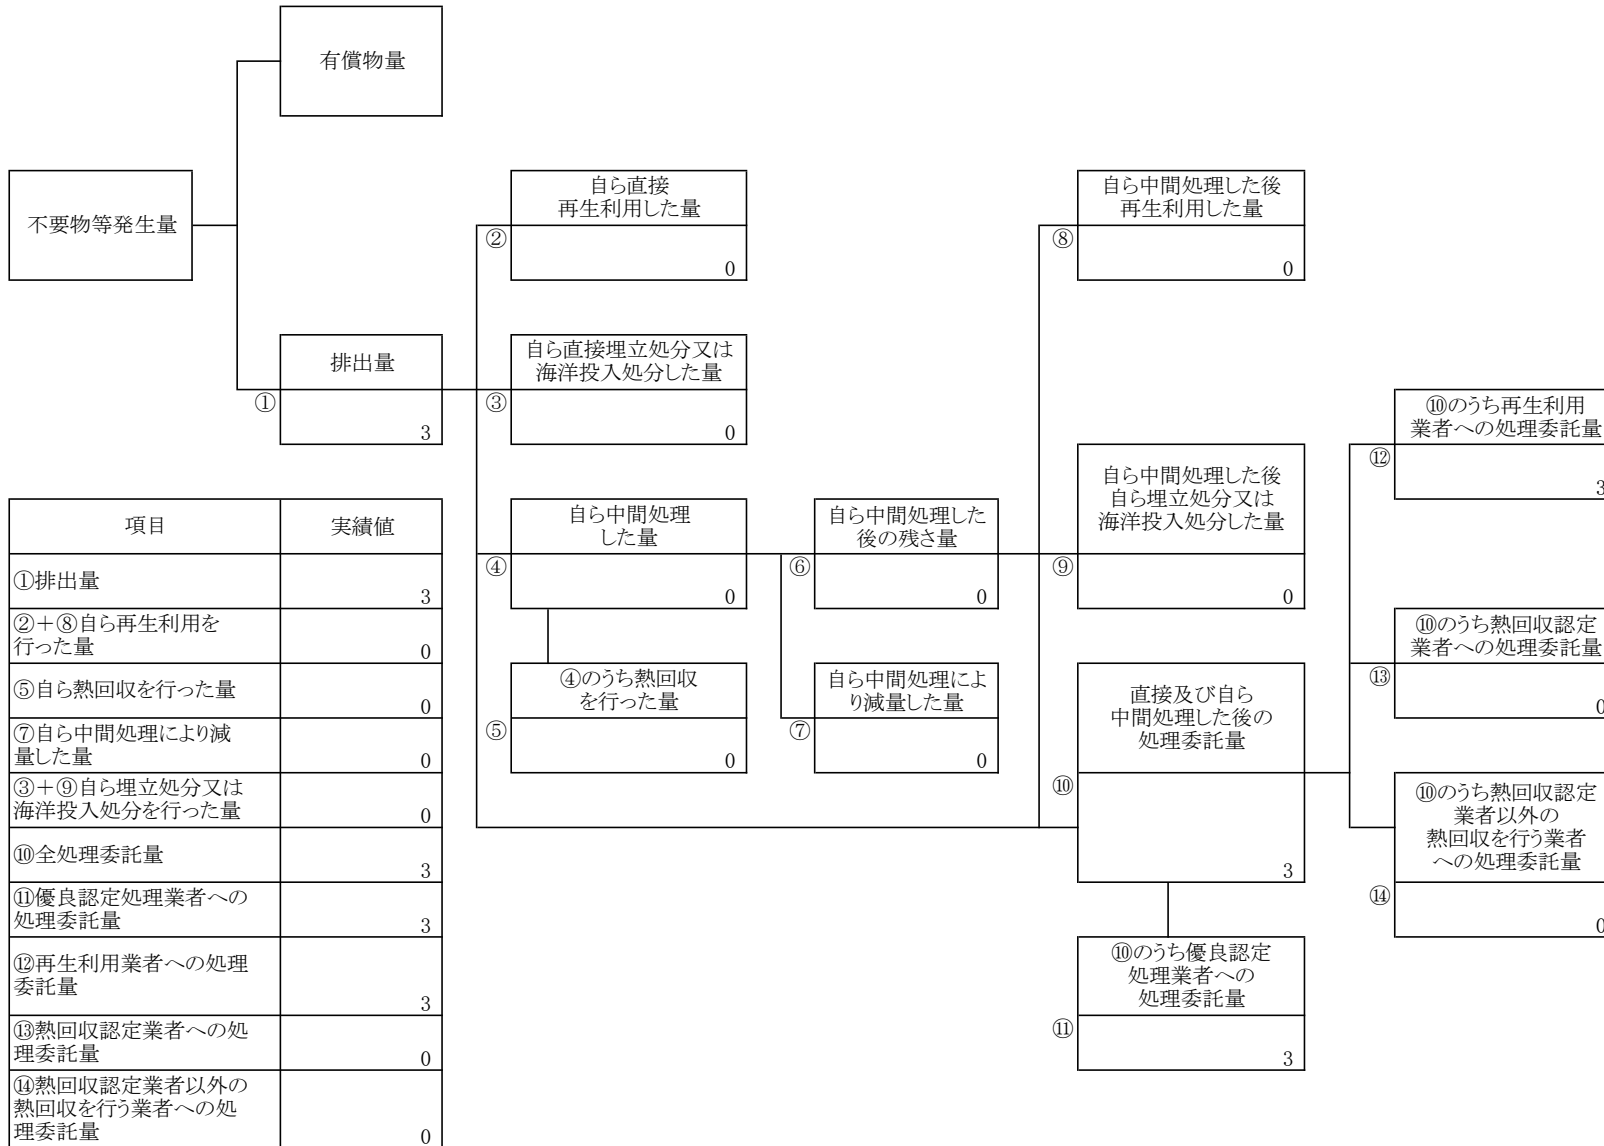 有償物量
不要物等発生量
自ら直接
再生利用した量
②
0
自ら中間処理した後
再生利用した量
⑧
0
排出量
①
3
自ら直接埋立処分又は
海洋投入処分した量
③
0
⑩のうち再生利用
業者への処理委託量
⑫
3
自ら中間処理
した量
④
0
自ら中間処理した
後の残さ量
⑥
0
自ら中間処理した後
自ら埋立処分又は
海洋投入処分した量
⑨
0
⑩のうち熱回収認定
業者への処理委託量
⑬
0
④のうち熱回収
を行った量
⑤
0
自ら中間処理によ
り減量した量
⑦
0
直接及び自ら
中間処理した後の
処理委託量
⑩
3
⑩のうち熱回収認定
業者以外の
熱回収を行う業者
への処理委託量
⑭
0
⑩のうち優良認定
処理業者への
処理委託量
⑪
3
項目 実績値
①排出量
3
②+⑧自ら再生利用を
行った量
0
⑤自ら熱回収を行った量
0
⑦自ら中間処理により減
量した量
0
③+⑨自ら埋立処分又は
海洋投入処分を行った量
0
⑩全処理委託量
3
⑪優良認定処理業者への
処理委託量
3
⑫再生利用業者への処理
委託量
3
⑬熱回収認定業者への処
理委託量
0
⑭熱回収認定業者以外の
熱回収を行う業者への処
理委託量
0